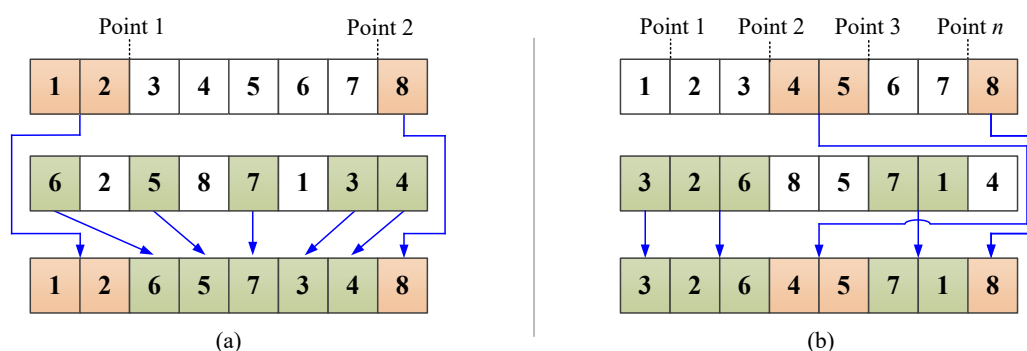 Point 1 Point 2
1 2 3 4 5 6 7 8
6 2 5 8 7 1 3 4
1 2 6 5 7 3 4 8
(a)
Point 1 Point 2 Point 3 Point n
1 2 3 4 5 6 7 8
3 2 6 8 5 7 1 4
3 2 6 4 5 7 1 8
(b)